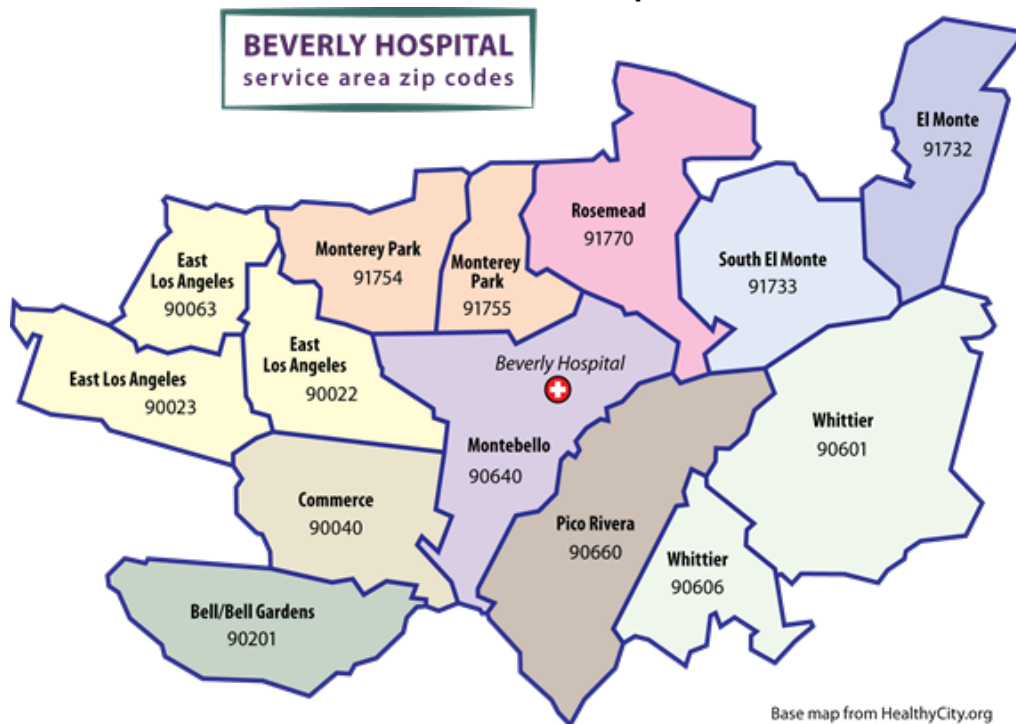 BEVERLY HOSPITAL
service area zip codes
El Monte
91732
Rosemead
91770
Monterey Park
91754
Monterey
Park
91755
South El Monte
91733
East
Los Angeles
90063
East
Los Angeles
90022
East Los Angeles
90023
Beverly Hospital
Montebello
90640
Whittier
90601
Commerce
90040
Pico Rivera
90660
Whittier
90606
Bell/Bell Gardens
90201
Base map from HealthyCity.org